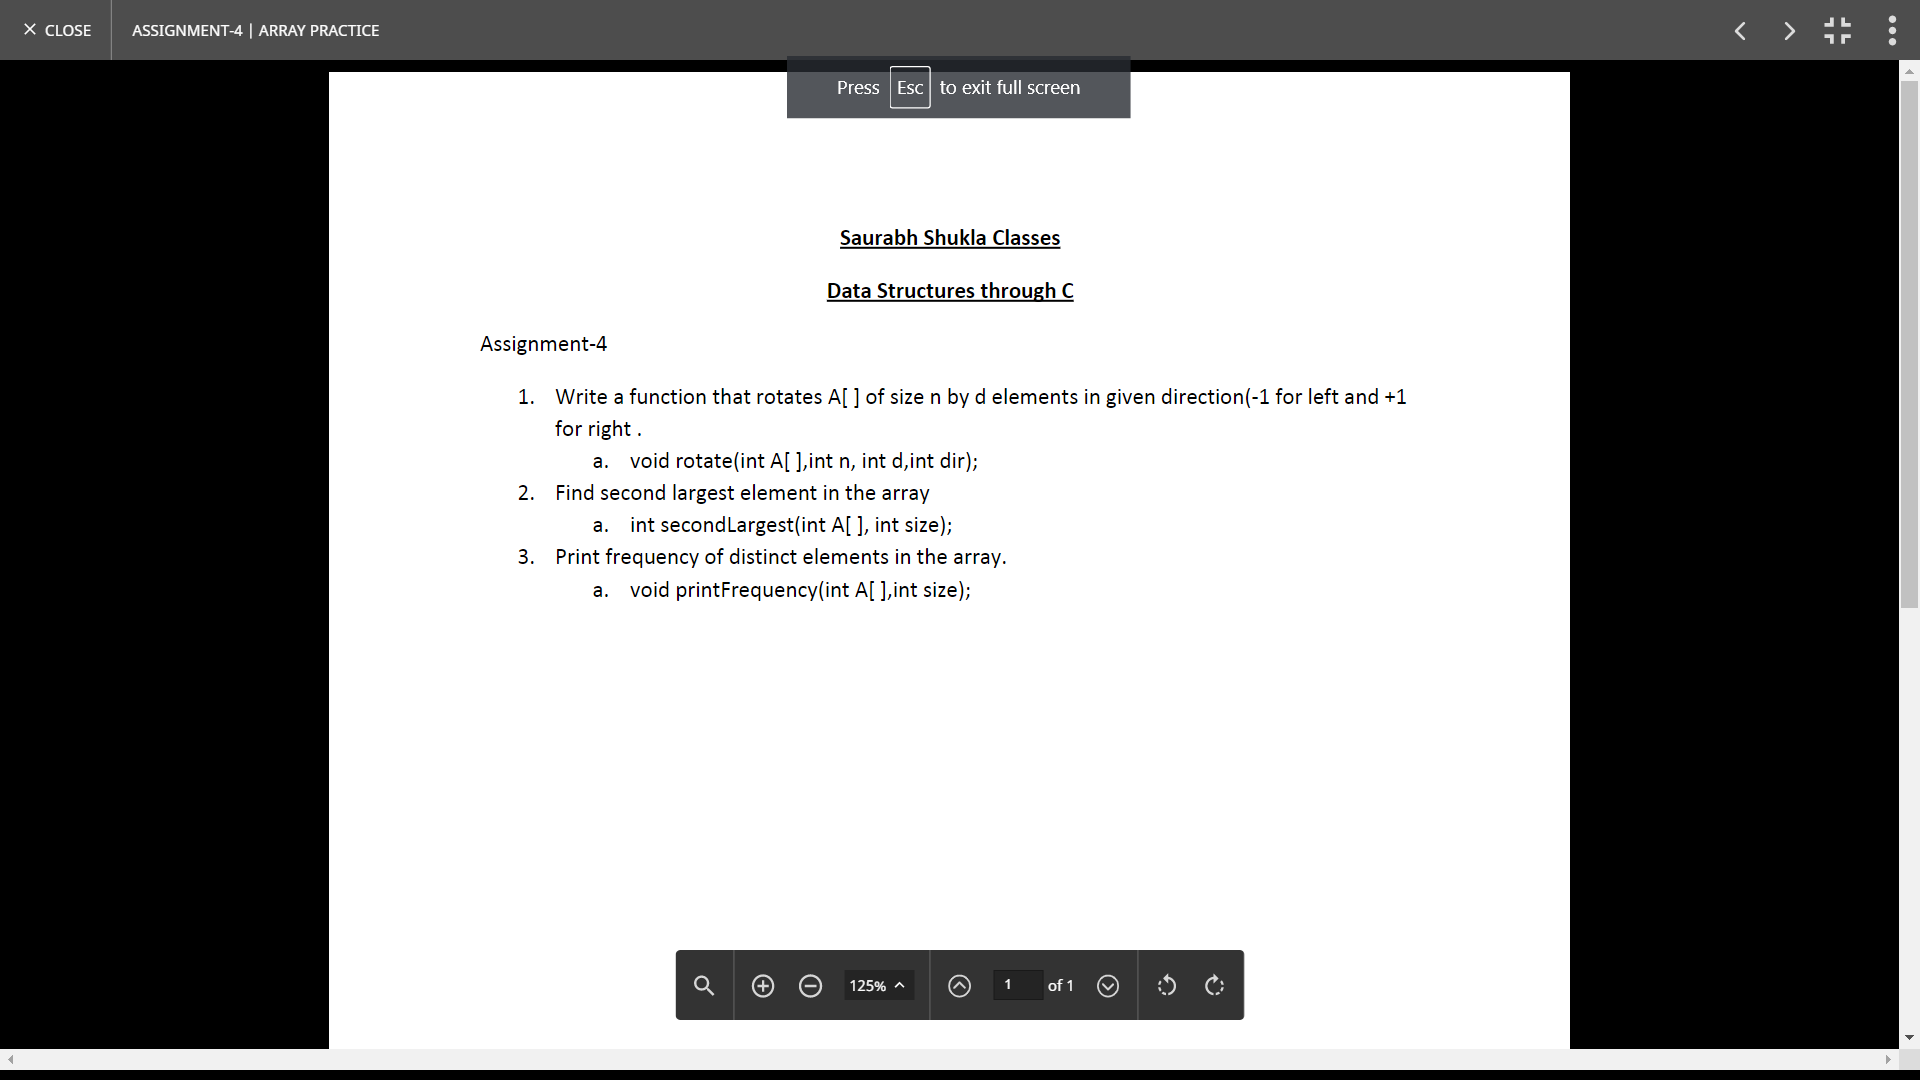 CLOSE
ASSIGNMENT-4 | ARRAY PRACTICE
Press Esc to exit full screen
Saurabh Shukla Classes
Data Structures through C
Assignment-4
1. Write a function that rotates A[ ] of size n by d elements in given direction(-1 for left and +1
for right .
a. void rotate(int A[ ],int n, int d,int dir);
2. Find second largest element in the array
a. int secondLargest(int A[ ], int size);
3. Print frequency of distinct elements in the array.
a. void printFrequency(int A[ ],int size);
125% 1 of 1